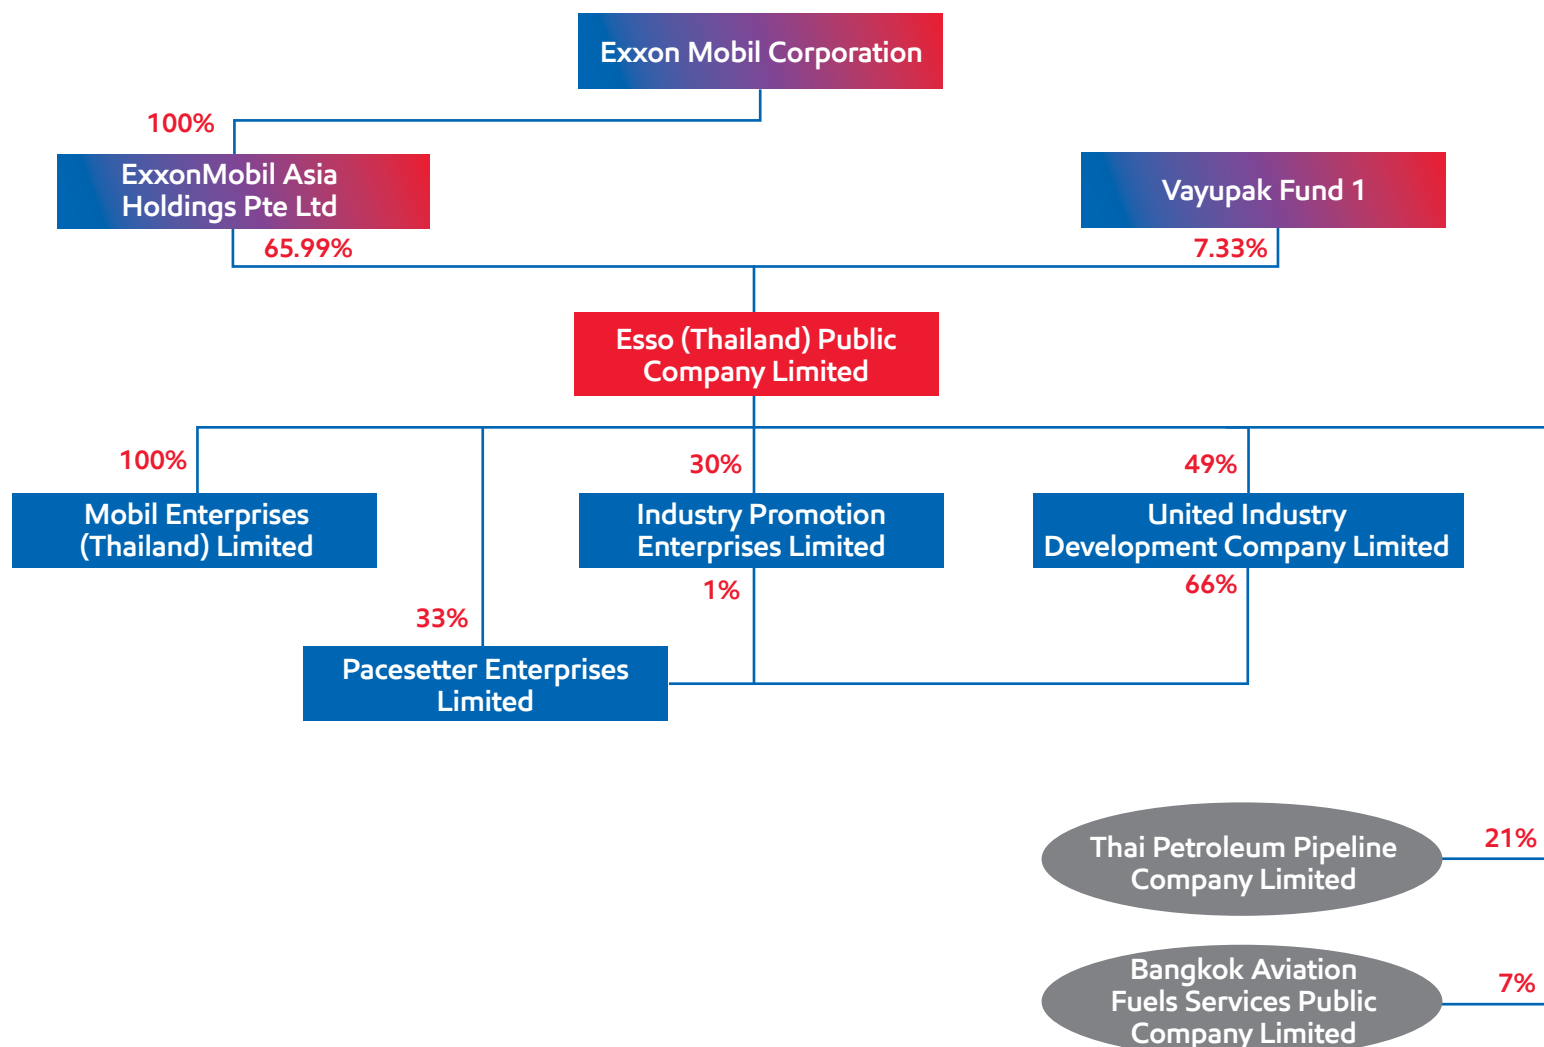 Exxon Mobil Corporation
100%
ExxonMobil Asia
Holdings Pte Ltd
Vayupak Fund 1
65.99%
7.33%
Esso (Thailand) Public
Company Limited
100%
30%
49%
Mobil Enterprises
(Thailand) Limited
Industry Promotion
Enterprises Limited
United Industry
Development Company Limited
1%
66%
33%
Pacesetter Enterprises
Limited
Thai Petroleum Pipeline
Company Limited
21%
Bangkok Aviation
Fuels Services Public
Company Limited
7%